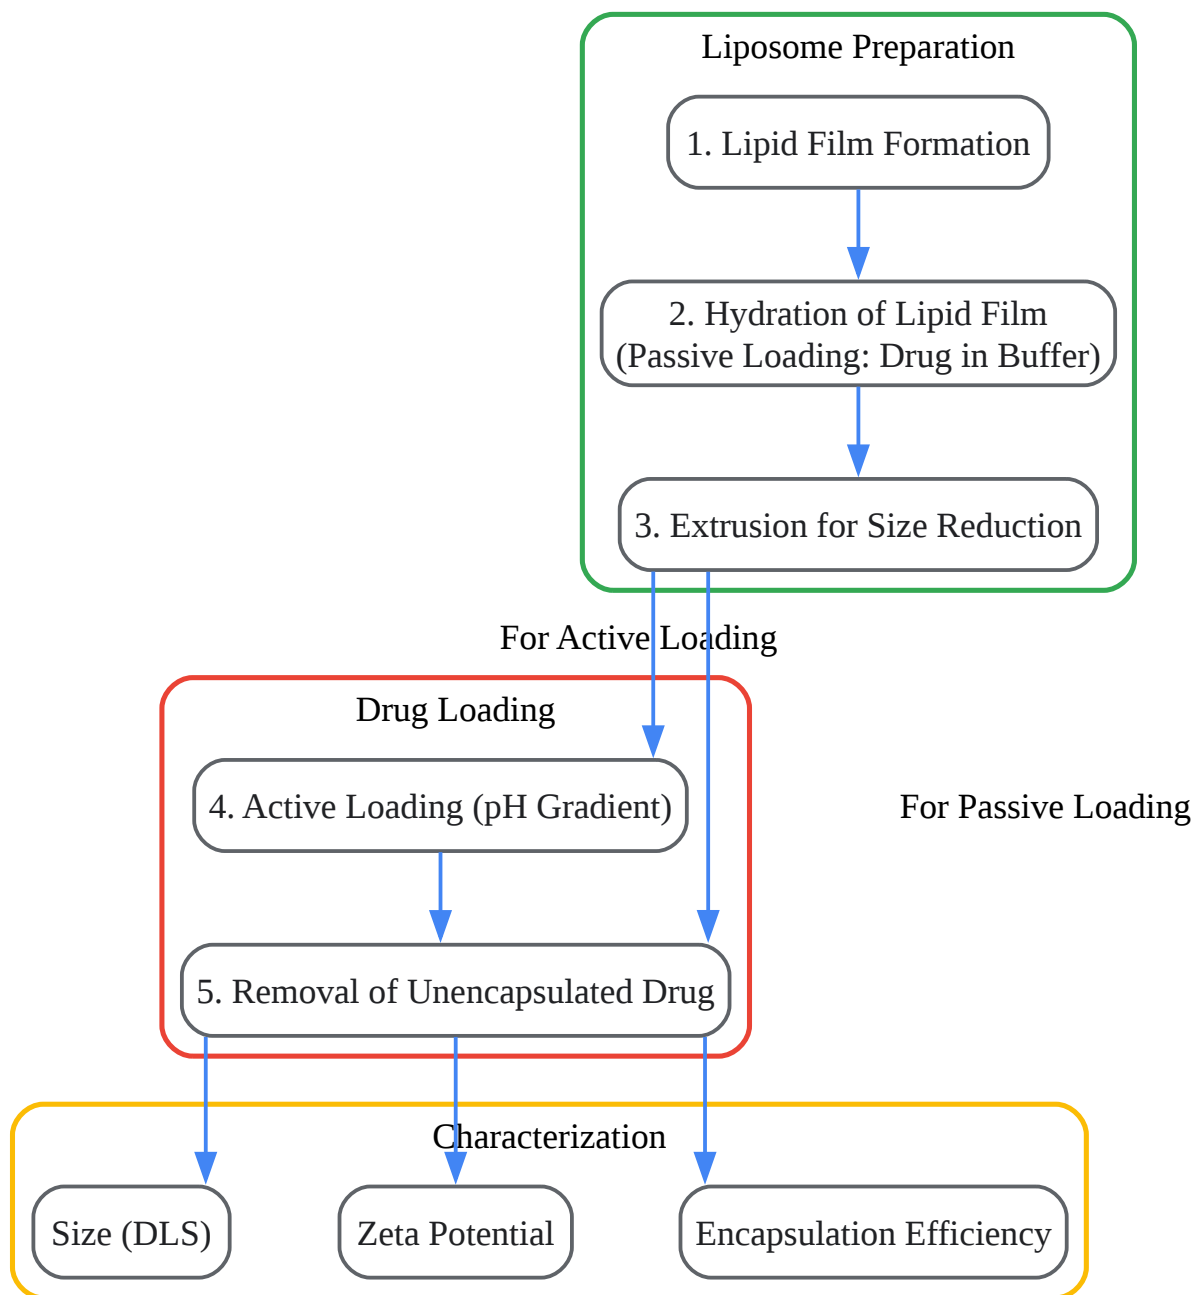 Liposome Preparation
1. Lipid Film Formation
2. Hydration of Lipid Film
(Passive Loading: Drug in Buffer)
3. Extrusion for Size Reduction
For Active Loading
Drug Loading
4. Active Loading (pH Gradient)
For Passive Loading
5. Removal of Unencapsulated Drug
Characterization
Size (DLS)
Zeta Potential
Encapsulation Efficiency